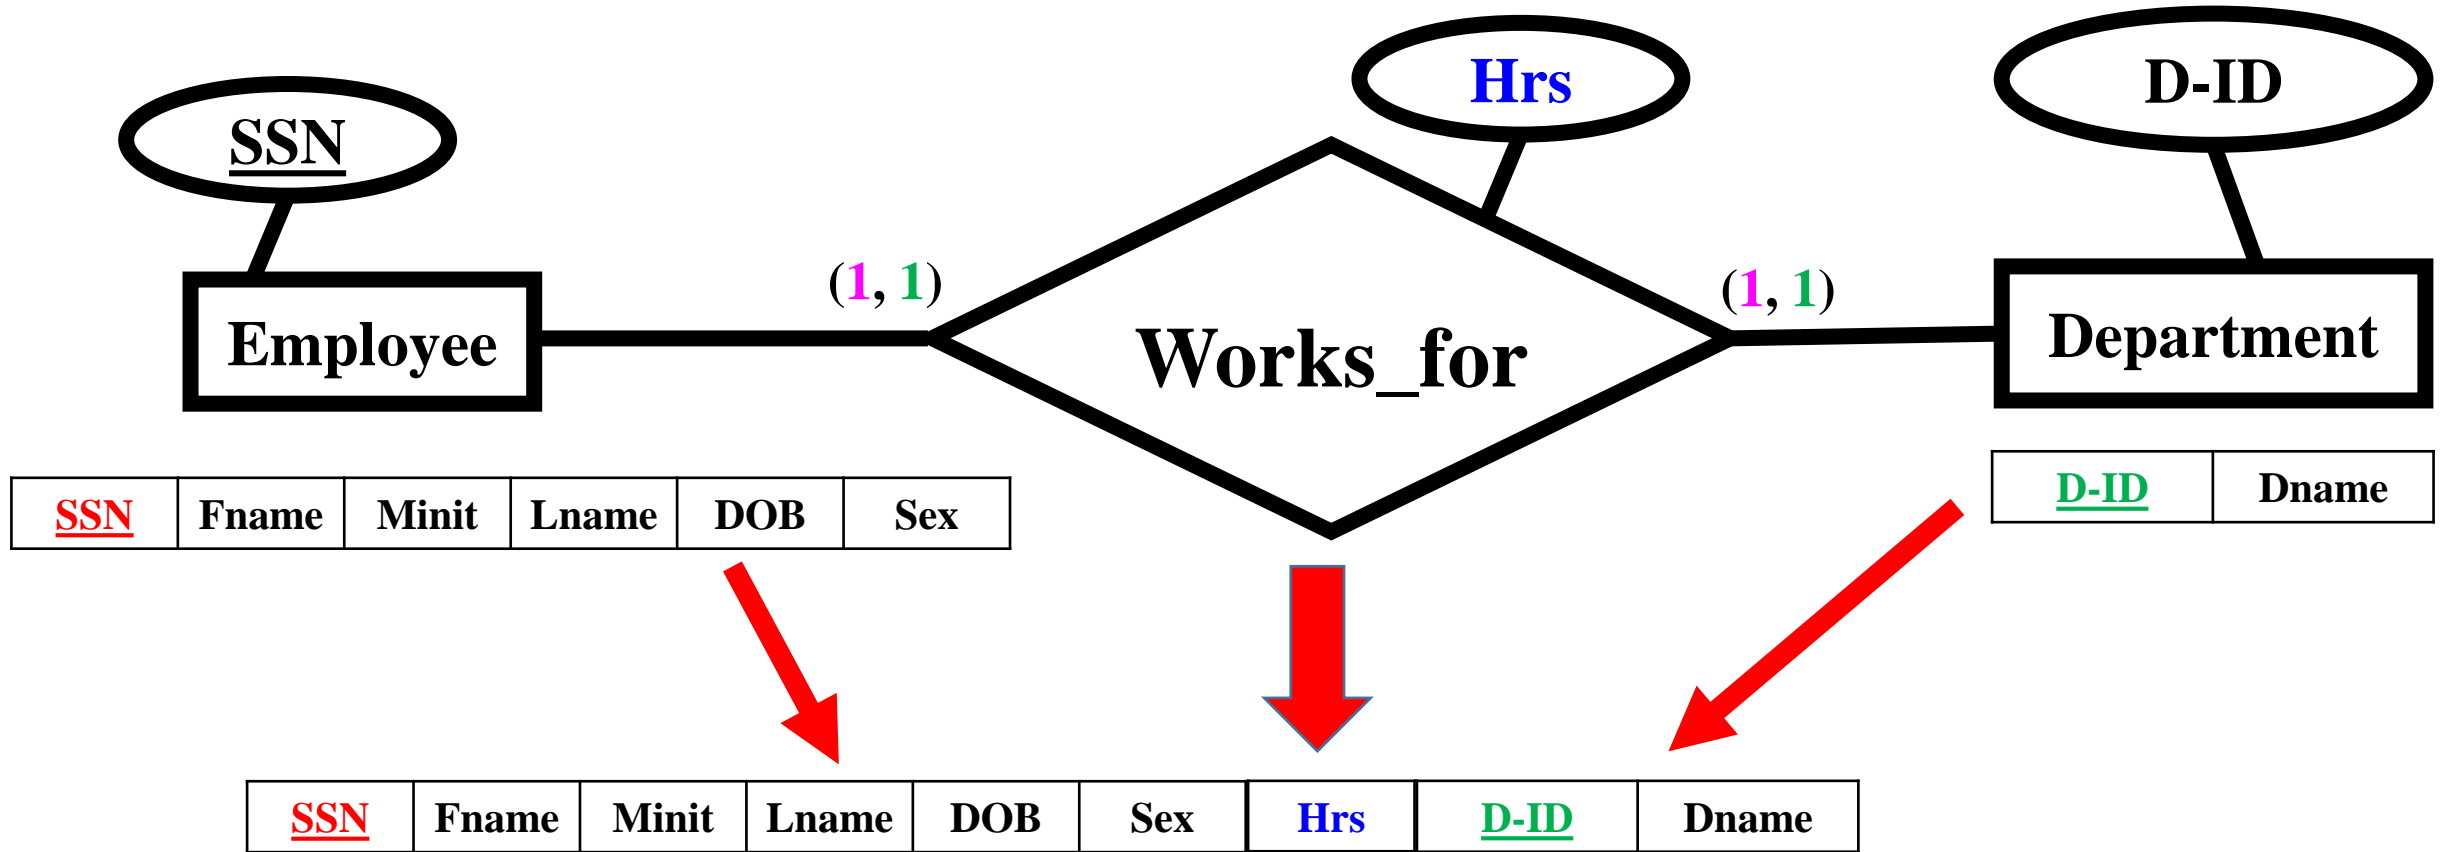 Hrs
D-ID
SSN
(1, 1)
(1, 1)
Employee
Works_for
Department
SSN Fname Minit Lname DOB Sex
D-ID Dname
SSN Fname Minit Lname DOB Sex Hrs D-ID Dname